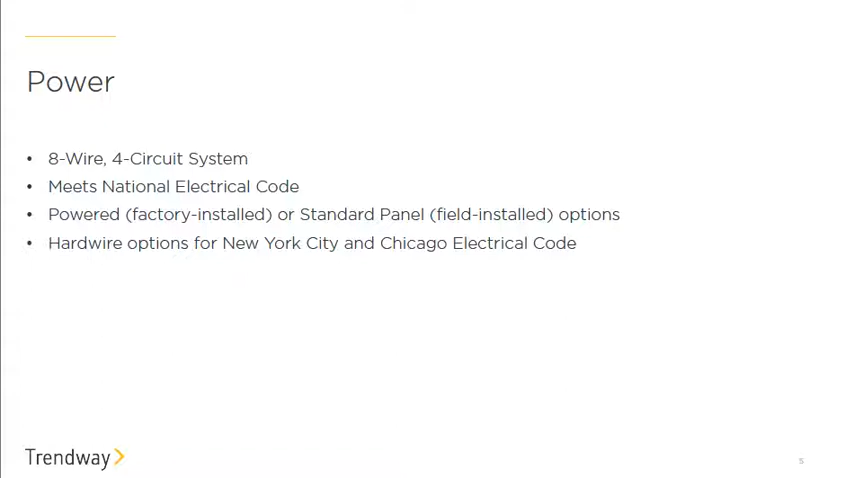 Power
• 8-Wire, 4-Circuit System
• Meets National Electrical Code
• Powered (factory-installed) or Standard Panel (field-installed) options
• Hardwire options for New York City and Chicago Electrical Code
Trendway
5